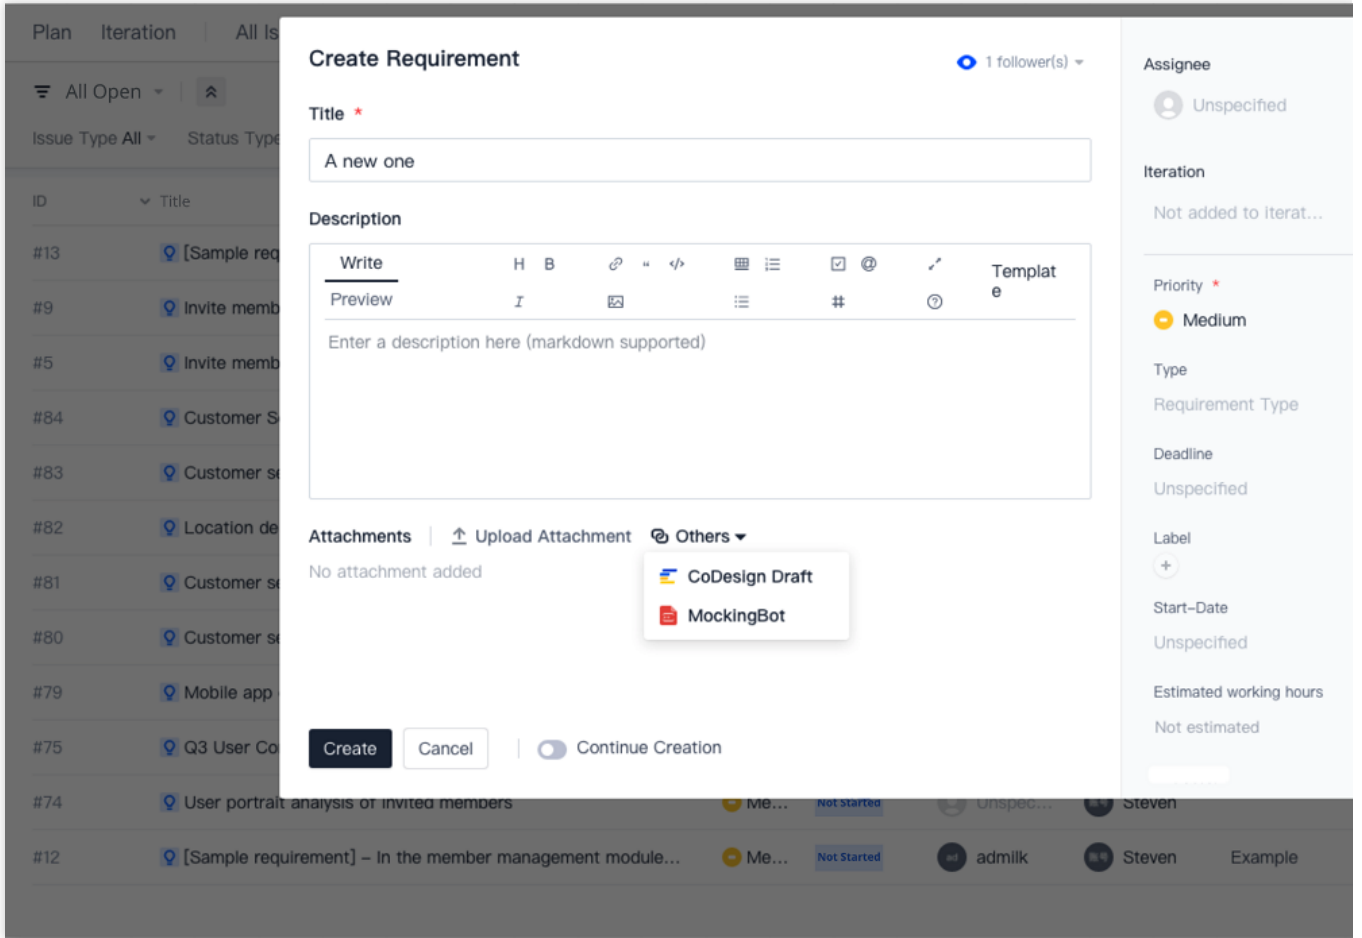 Plan Iteration All Is
All Open
Issue Type All Status Type
ID Title
#13 [Sample req
#9 Invite memb
#5 Invite memb
#84 Customer S
#83 Customer se
#82 Location de
#81 Customer se
#80 Customer se
#79 Mobile app
#75 Q3 User Co
#74 User portrait analysis of invited members Me... Not Started Unspec... Steven
#12 [Sample requirement] – In the member management module... Me... Not Started admilk Steven Example
Create Requirement 1 follower(s)
Title *
A new one
Description
Write H B “ </> @ Templat
e
Preview I # ?
Enter a description here (markdown supported)
Attachments Upload Attachment Others
No attachment added
CoDesign Draft
MockingBot
Create Cancel Continue Creation
Assignee
Unspecified
Iteration
Not added to iterat...
Priority *
Medium
Type
Requirement Type
Deadline
Unspecified
Label
+
Start–Date
Unspecified
Estimated working hours
Not estimated